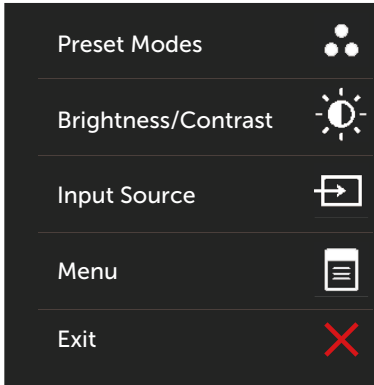 Preset Modes
Brightness/Contrast
Input Source
Menu
Exit